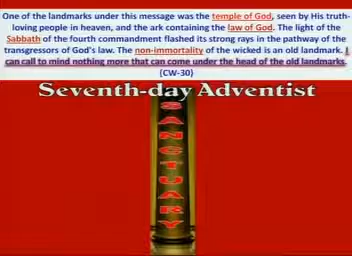 One of the landmarks under this message was the temple of God, seen by His truth-
loving people in heaven, and the ark containing the law of God. The light of the
Sabbath of the fourth commandment flashed its strong rays in the pathway of the
transgressors of God's law. The non-immortality of the wicked is an old landmark. I
can call to mind nothing more that can come under the head of the old landmarks.
(CW-30)
Seventh-day Adventist
SANCTUARY